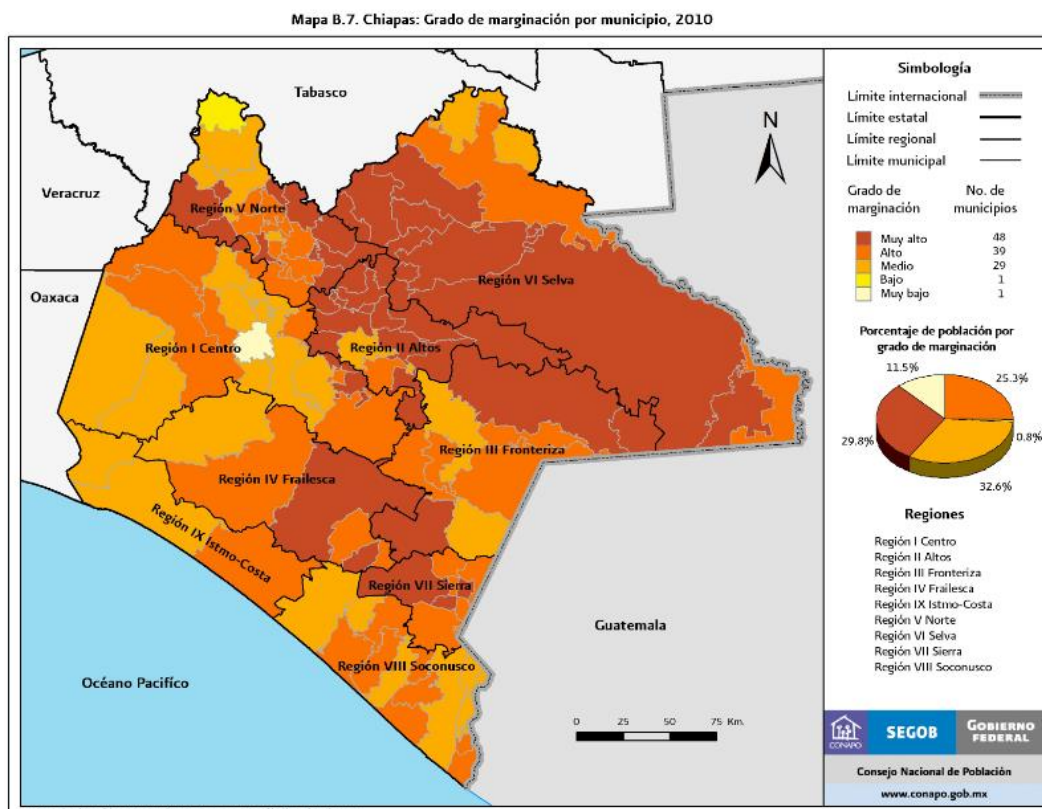 Mapa B.7. Chiapas: Grado de marginación por municipio, 2010
Tabasco
Veracruz
Oaxaca
Región V Norte
Región VI Selva
Región I Centro
Región II Altos
Región III Fronteriza
Región IV Frailesca
Región IX Istmo-Costa
Región VII Sierra
Región VIII Soconusco
Guatemala
Océano Pacifíco
N
0 25 50 75 Km.
Simbología
Límite internacional
Límite estatal
Límite regional
Límite municipal
Grado de marginación
No. de municipios
Muy alto 48
Alto 39
Medio 29
Bajo 1
Muy bajo 1
Porcentaje de población por
grado de marginación
11.5%
25.3%
29.8%
0.8%
32.6%
Regiones
Región I Centro
Región II Altos
Región III Fronteriza
Región IV Frailesca
Región IX Istmo-Costa
Región V Norte
Región VI Selva
Región VII Sierra
Región VIII Soconusco
CONAPO
SEGOB
GOBIERNO
FEDERAL
Consejo Nacional de Población
www.conapo.gob.mx